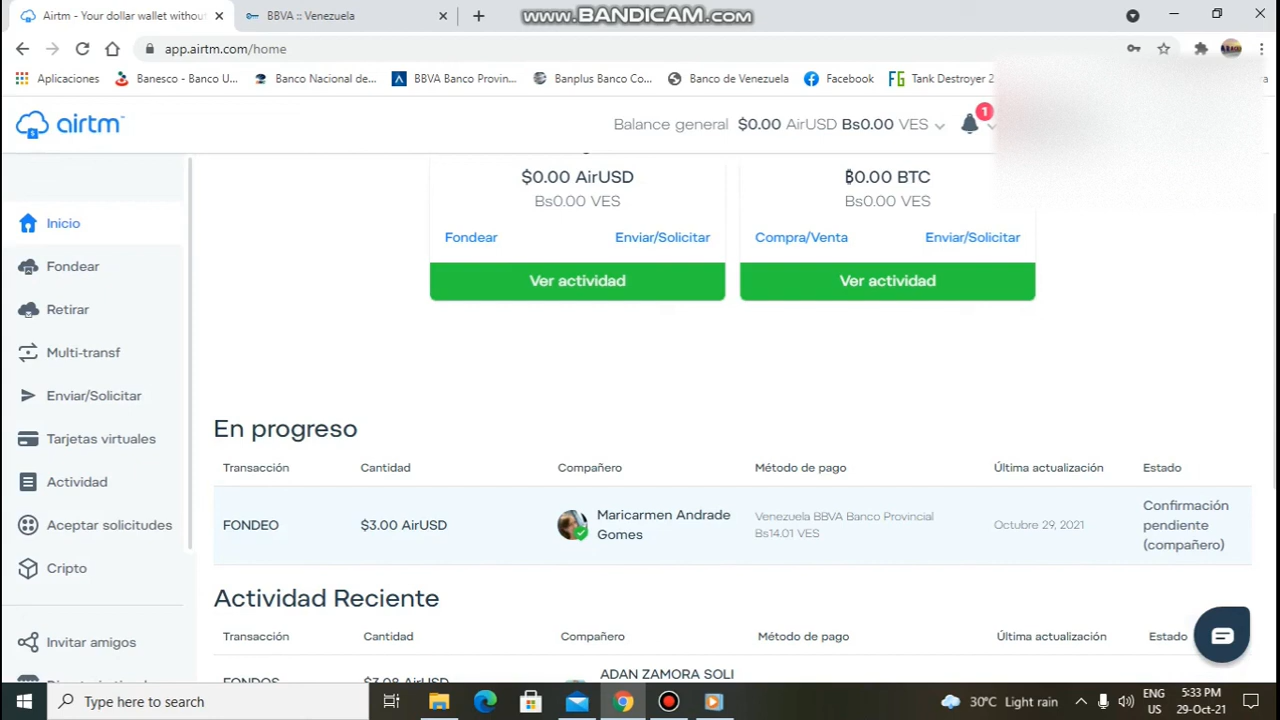 www.BANDICAM.com
Airtm - Your dollar wallet without
BBVA :: Venezuela
app.airtm.com/home
Aplicaciones
Banesco - Banco U...
Banco Nacional de...
BBVA Banco Provin...
Banplus Banco Co...
Banco de Venezuela
Facebook
Tank Destroyer 2
airtm
Balance general $0.00 AirUSD Bs0.00 VES
1
$0.00 AirUSD
Bs0.00 VES
Fondear
Enviar/Solicitar
Ver actividad
₿0.00 BTC
Bs0.00 VES
Compra/Venta
Enviar/Solicitar
Ver actividad
Inicio
Fondear
Retirar
Multi-transf
Enviar/Solicitar
Tarjetas virtuales
Actividad
Aceptar solicitudes
Cripto
Invitar amigos
En progreso
Transacción Cantidad Compañero Método de pago Última actualización Estado
FONDEO
$3.00 AirUSD
Maricarmen Andrade
Gomes
Venezuela BBVA Banco Provincial
Bs14.01 VES
Octubre 29, 2021
Confirmación
pendiente
(compañero)
Actividad Reciente
Transacción Cantidad Compañero Método de pago Última actualización Estado
FONDOS
$3.08 AirUSD
ADAN ZAMORA SOLI
Type here to search
30°C Light rain
ENG
US
5:33 PM
29-Oct-21